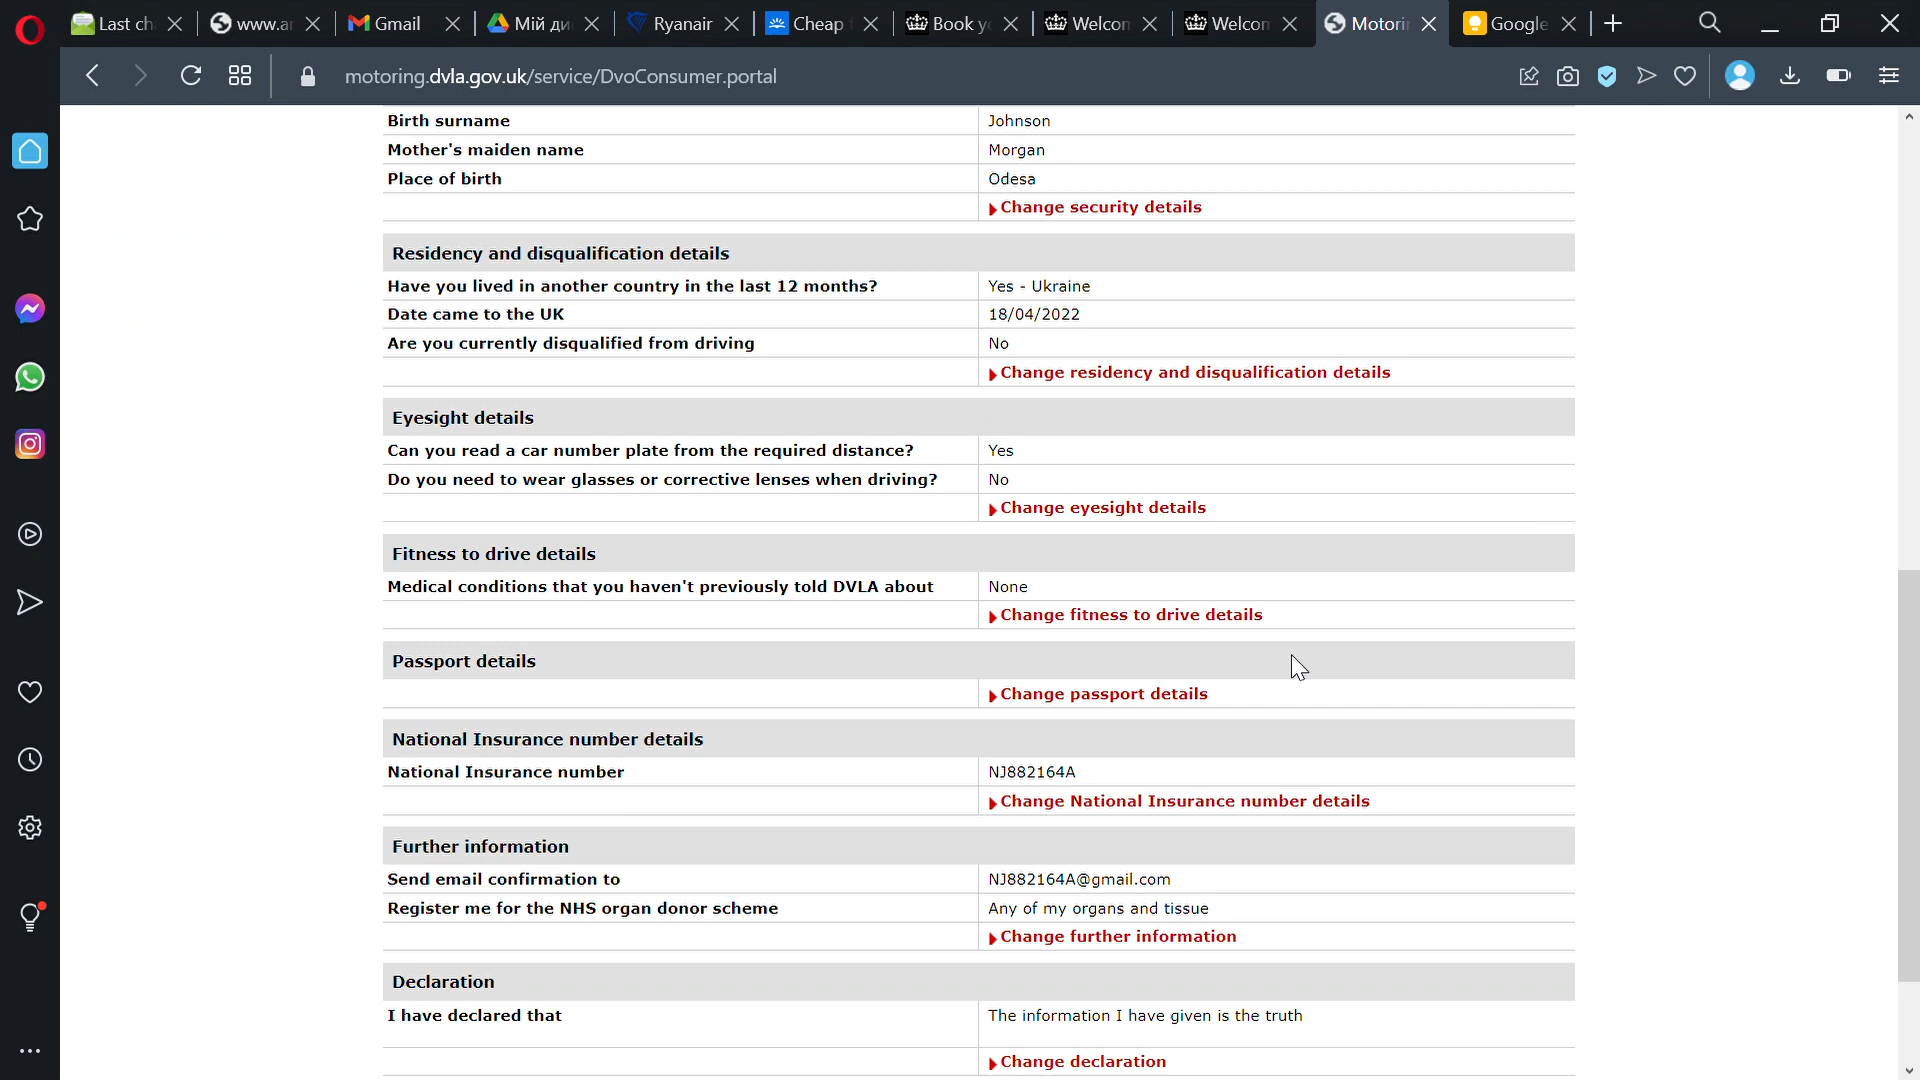 Last ch
www.ar
Gmail
Мій ди
Ryanair
Cheap
Book y
Welcom
Welcom
Motori
Google
motoring.dvla.gov.uk/service/DvoConsumer.portal
Birth surname Johnson
Mother's maiden name Morgan
Place of birth Odesa
Change security details
Residency and disqualification details
Have you lived in another country in the last 12 months? Yes - Ukraine
Date came to the UK 18/04/2022
Are you currently disqualified from driving No
Change residency and disqualification details
Eyesight details
Can you read a car number plate from the required distance? Yes
Do you need to wear glasses or corrective lenses when driving? No
Change eyesight details
Fitness to drive details
Medical conditions that you haven't previously told DVLA about None
Change fitness to drive details
Passport details
Change passport details
National Insurance number details
National Insurance number NJ882164A
Change National Insurance number details
Further information
Send email confirmation to NJ882164A@gmail.com
Register me for the NHS organ donor scheme Any of my organs and tissue
Change further information
Declaration
I have declared that The information I have given is the truth
Change declaration